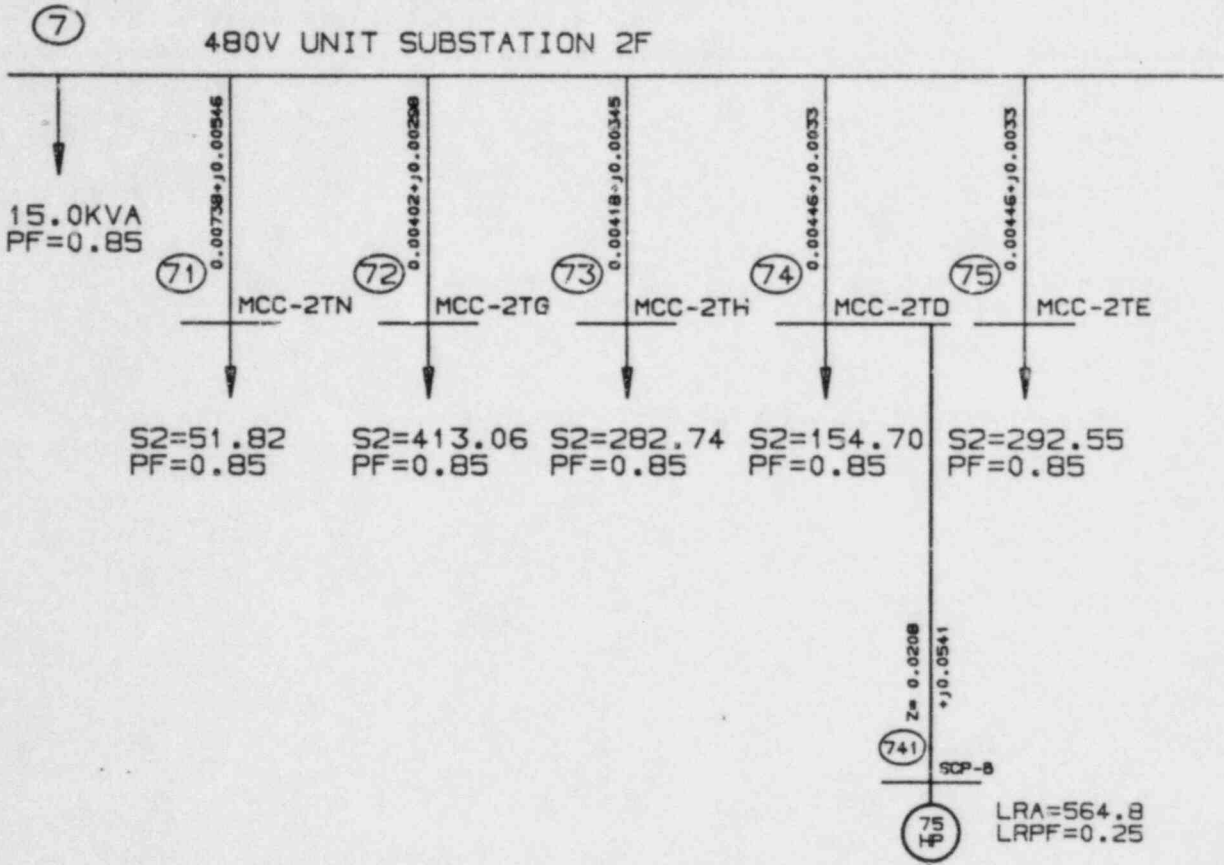 7
480V UNIT SUBSTATION 2F
15.0KVA
PF=0.85
0.00738+j0.00546
71
MCC-2TN
S2=51.82
PF=0.85
0.00402+j0.00298
72
MCC-2TG
S2=413.06
PF=0.85
0.00418+j0.00345
73
MCC-2TH
S2=282.74
PF=0.85
0.00446+j0.0033
74
MCC-2TD
S2=154.70
PF=0.85
0.00446+j0.0033
75
MCC-2TE
S2=292.55
PF=0.85
Z= 0.0208
+j0.0541
741
SCP-B
75
HP
LRA=564.8
LRPF=0.25